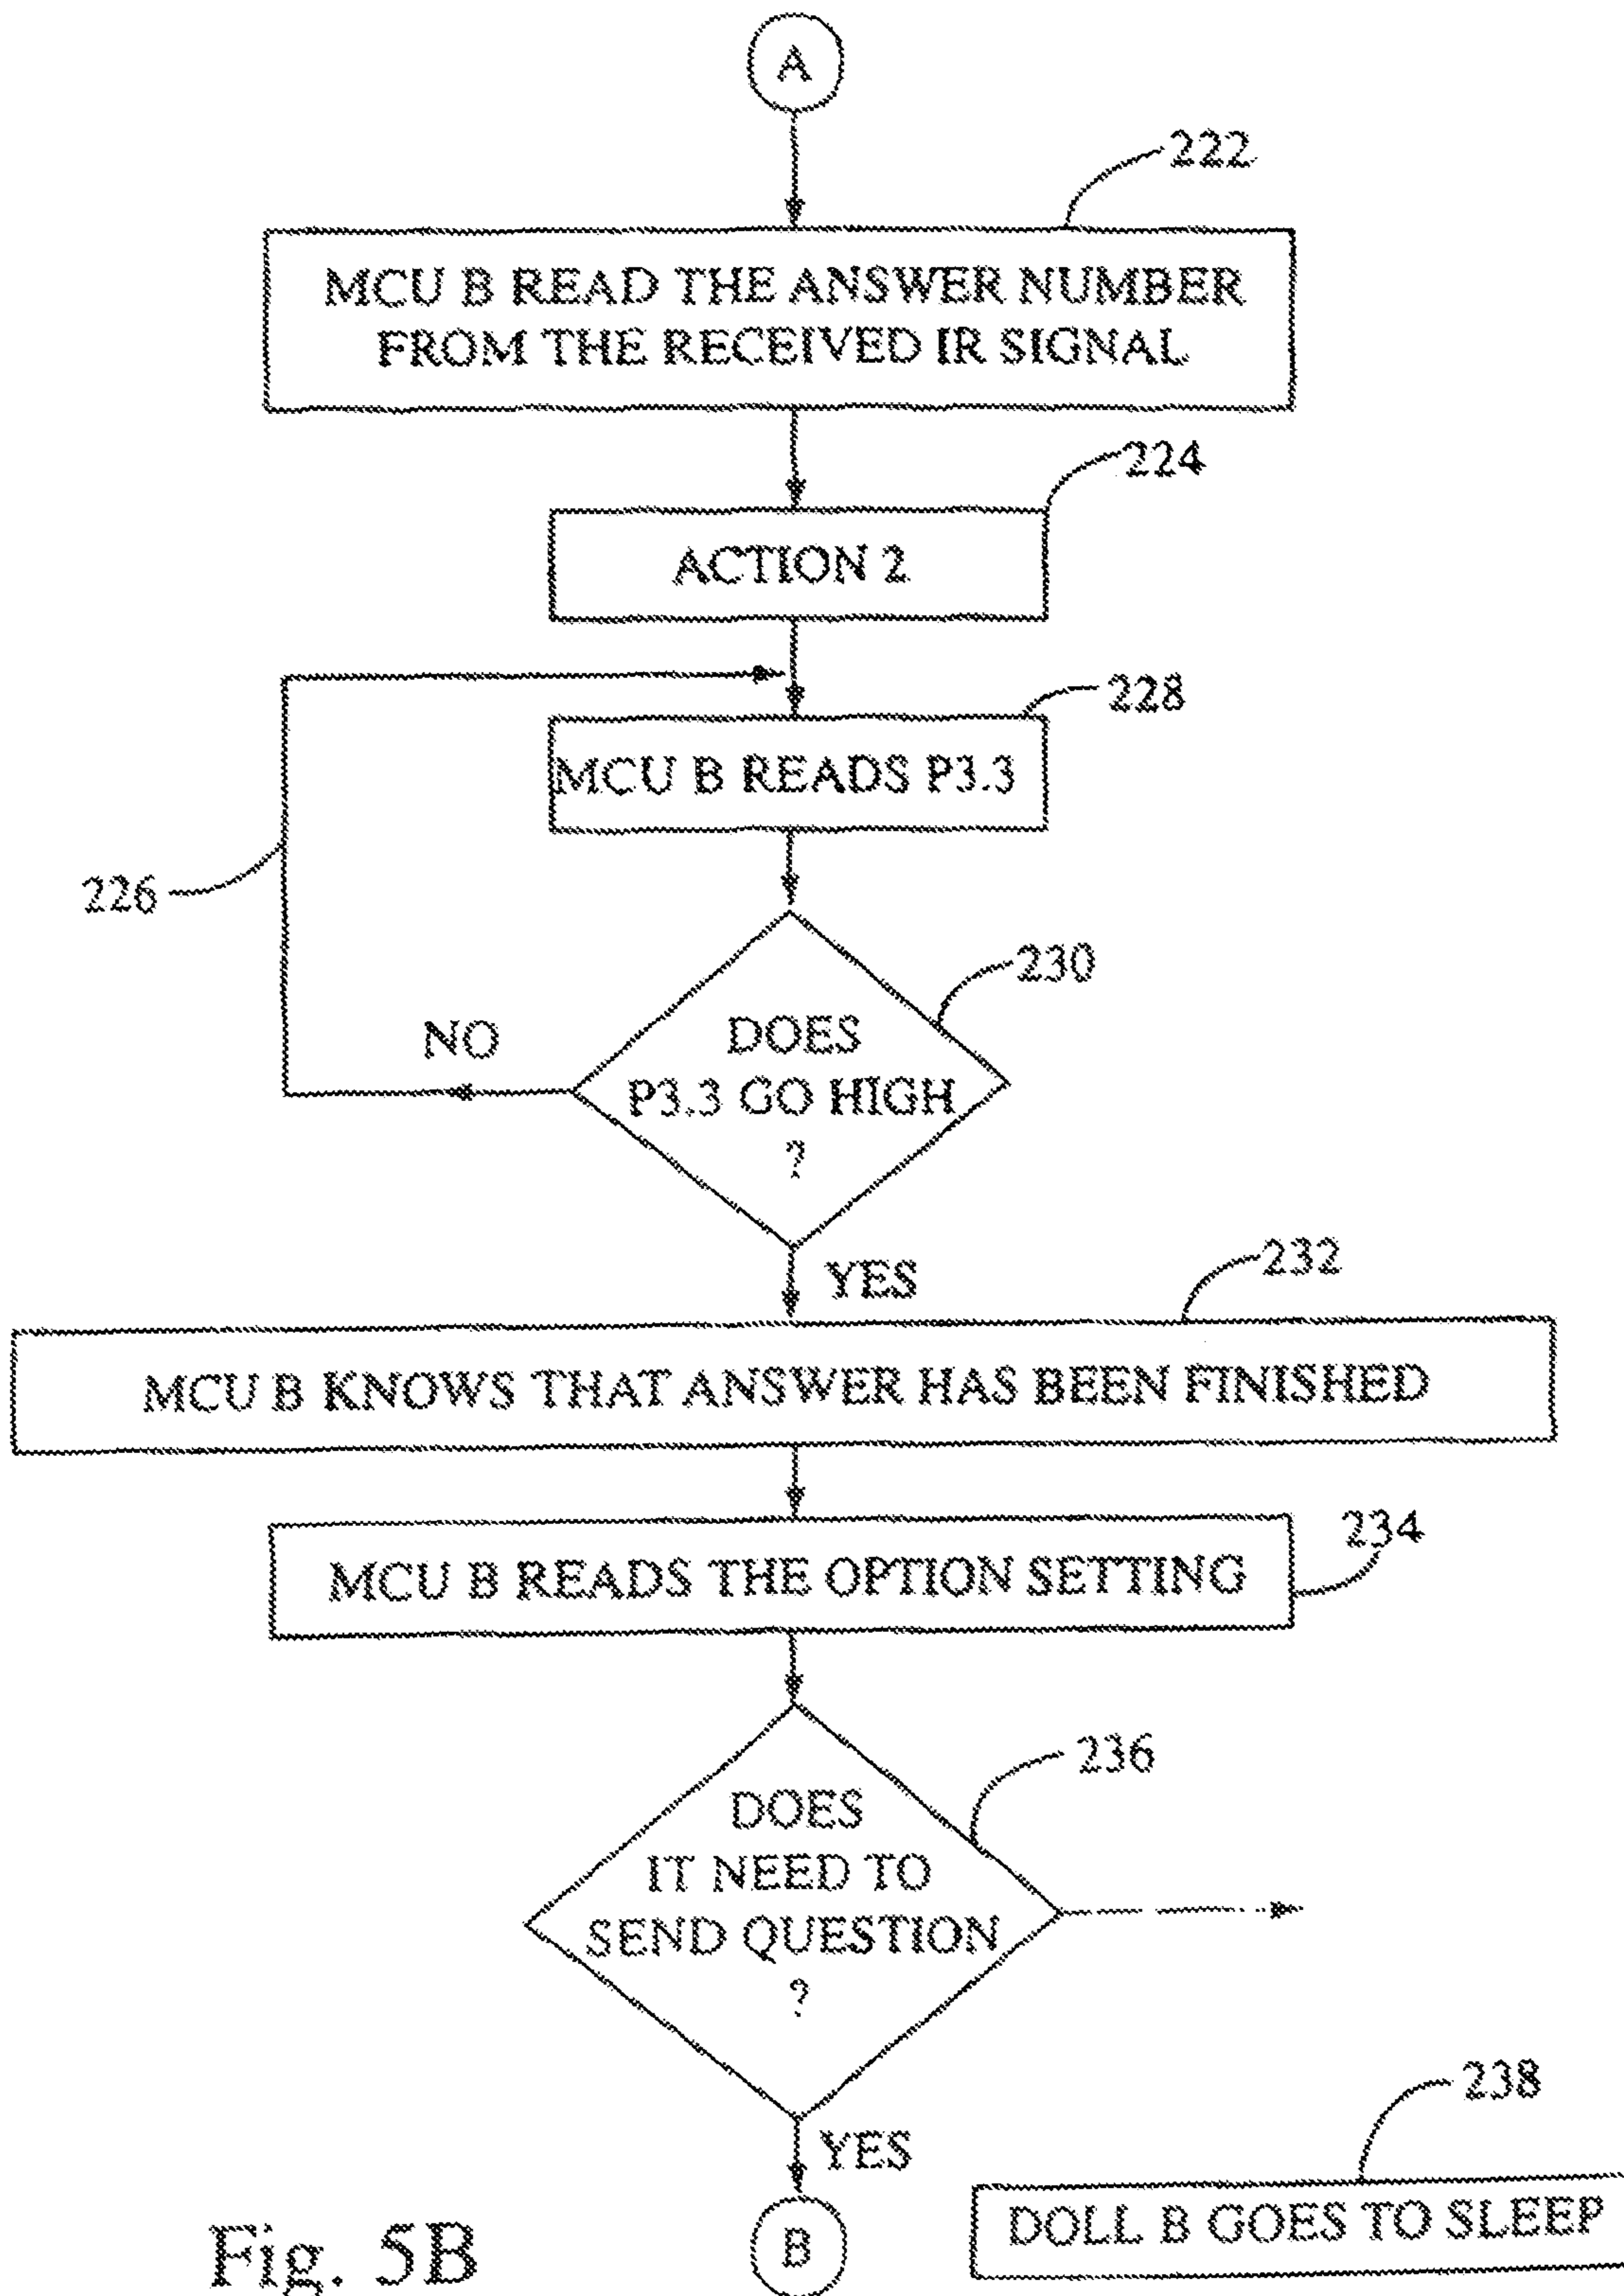 A
222
MCU B READ THE ANSWER NUMBER
FROM THE RECEIVED IR SIGNAL
224
ACTION 2
228
MCU B READS P3.3
226
230
DOES
P3.3 GO HIGH
?
NO
YES
232
MCU B KNOWS THAT ANSWER HAS BEEN FINISHED
234
MCU B READS THE OPTION SETTING
236
DOES
IT NEED TO
SEND QUESTION
?
YES
238
DOLL B GOES TO SLEEP
B
Fig. 5B